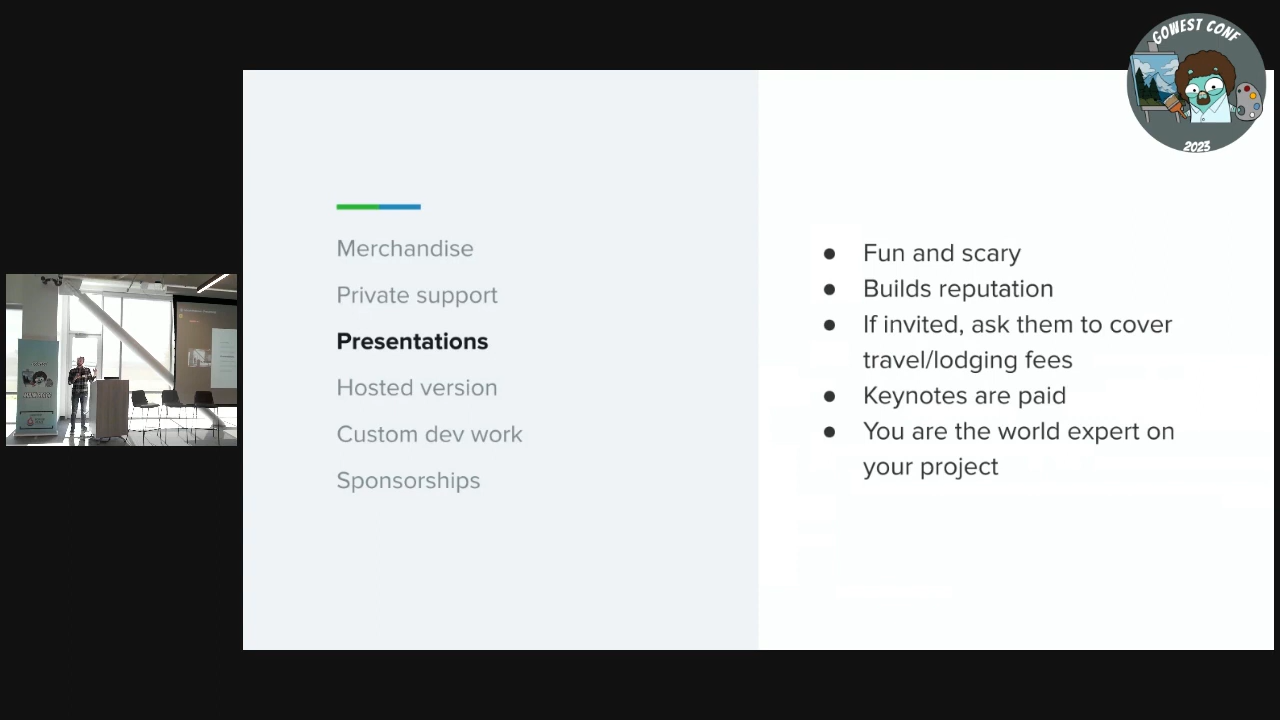 GOWEST CONF
2023
Merchandise
Private support
Presentations
Hosted version
Custom dev work
Sponsorships
● Fun and scary
● Builds reputation
● If invited, ask them to cover
travel/lodging fees
● Keynotes are paid
● You are the world expert on
your project